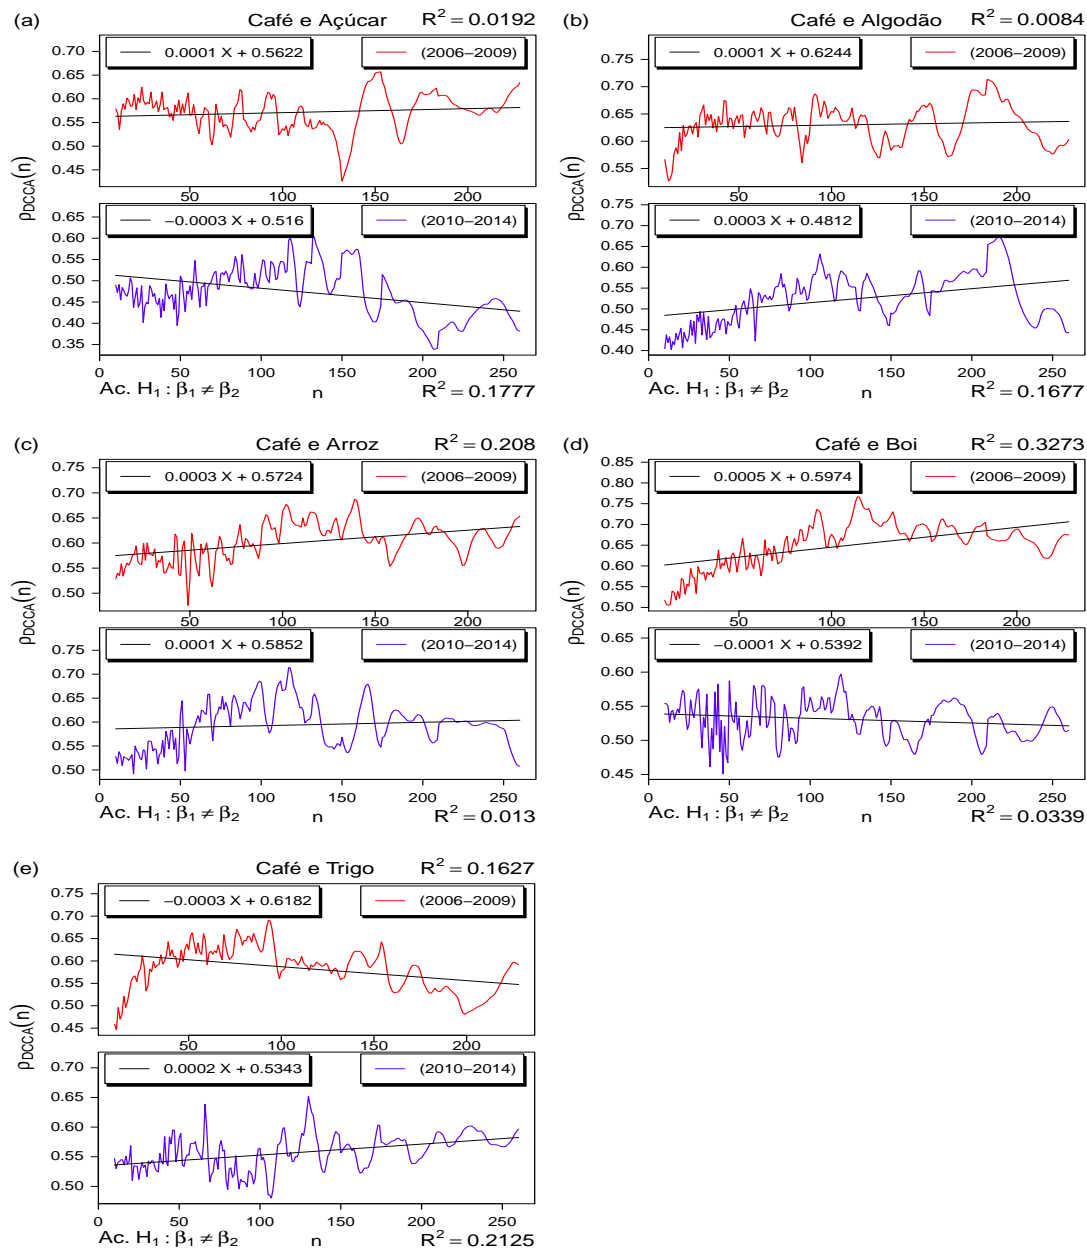 (a) Café e Açúcar R² = 0.0192
0.0001 X + 0.5622 (2006−2009)
0.70
0.65
0.60
0.55
0.50
0.45
50 100 150 200
−0.0003 X + 0.516 (2010−2014)
0.65
0.60
0.55
0.50
0.45
0.40
0.35
0 50 100 150 200 250
ρDCCA(n)
Ac. H₁ : β₁ ≠ β₂ n R² = 0.1777
(b) Café e Algodão R² = 0.0084
0.0001 X + 0.6244 (2006−2009)
0.75
0.70
0.65
0.60
0.55
50 100 150 200
0.0003 X + 0.4812 (2010−2014)
0.70
0.65
0.60
0.55
0.50
0.45
0.40
0 50 100 150 200 250
ρDCCA(n)
Ac. H₁ : β₁ ≠ β₂ n R² = 0.1677
(c) Café e Arroz R² = 0.208
0.0003 X + 0.5724 (2006−2009)
0.75
0.70
0.65
0.60
0.55
0.50
50 100 150 200
0.0001 X + 0.5852 (2010−2014)
0.75
0.70
0.65
0.60
0.55
0.50
0 50 100 150 200 250
ρDCCA(n)
Ac. H₁ : β₁ ≠ β₂ n R² = 0.013
(d) Café e Boi R² = 0.3273
0.0005 X + 0.5974 (2006−2009)
0.85
0.80
0.75
0.70
0.65
0.60
0.55
0.50
50 100 150 200
−0.0001 X + 0.5392 (2010−2014)
0.65
0.60
0.55
0.50
0.45
0 50 100 150 200 250
ρDCCA(n)
Ac. H₁ : β₁ ≠ β₂ n R² = 0.0339
(e) Café e Trigo R² = 0.1627
−0.0003 X + 0.6182 (2006−2009)
0.75
0.70
0.65
0.60
0.55
0.50
0.45
50 100 150 200
0.0002 X + 0.5343 (2010−2014)
0.70
0.65
0.60
0.55
0.50
0 50 100 150 200 250
ρDCCA(n)
Ac. H₁ : β₁ ≠ β₂ n R² = 0.2125